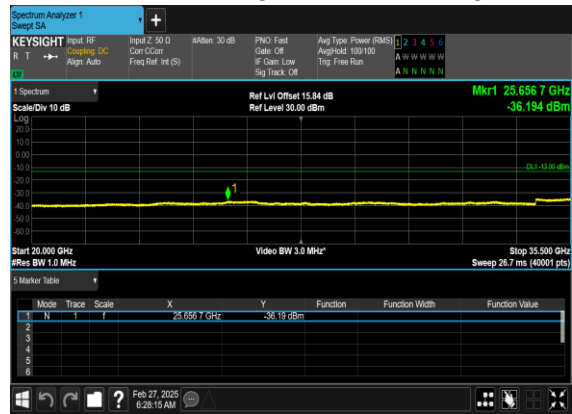 Spectrum Analyzer 1
Swept SA
+
KEYSIGHT Input: RF Input Z: 50 Ω #Atten: 30 dB PNO: Fast Avg Type: Power (RMS) 1 2 3 4 5 6
R T Coupling: DC Corr CCorr Gate: Off Avg|Hold: 100/100 A W W W W W
Align: Auto Freq Ref: Int (S) IF Gain: Low Trig: Free Run
Sig Track: Off A N N N N N
1 Spectrum Ref Lvl Offset 15.84 dB Mkr1 25.656 7 GHz
Scale/Div 10 dB Ref Level 30.00 dBm -36.194 dBm
Log
20.0
10.0
0.00
-10.0
DL1 -13.00 dBm
-20.0
-30.0
1
-40.0
-50.0
-60.0
Start 20.000 GHz Video BW 3.0 MHz* Stop 35.500 GHz
#Res BW 1.0 MHz Sweep 26.7 ms (40001 pts)
5 Marker Table
Mode Trace Scale X Y Function Function Width Function Value
1 N 1 f 25.656 7 GHz -36.19 dBm
2
3
4
5
6
? Feb 27, 2025
6:28:15 AM